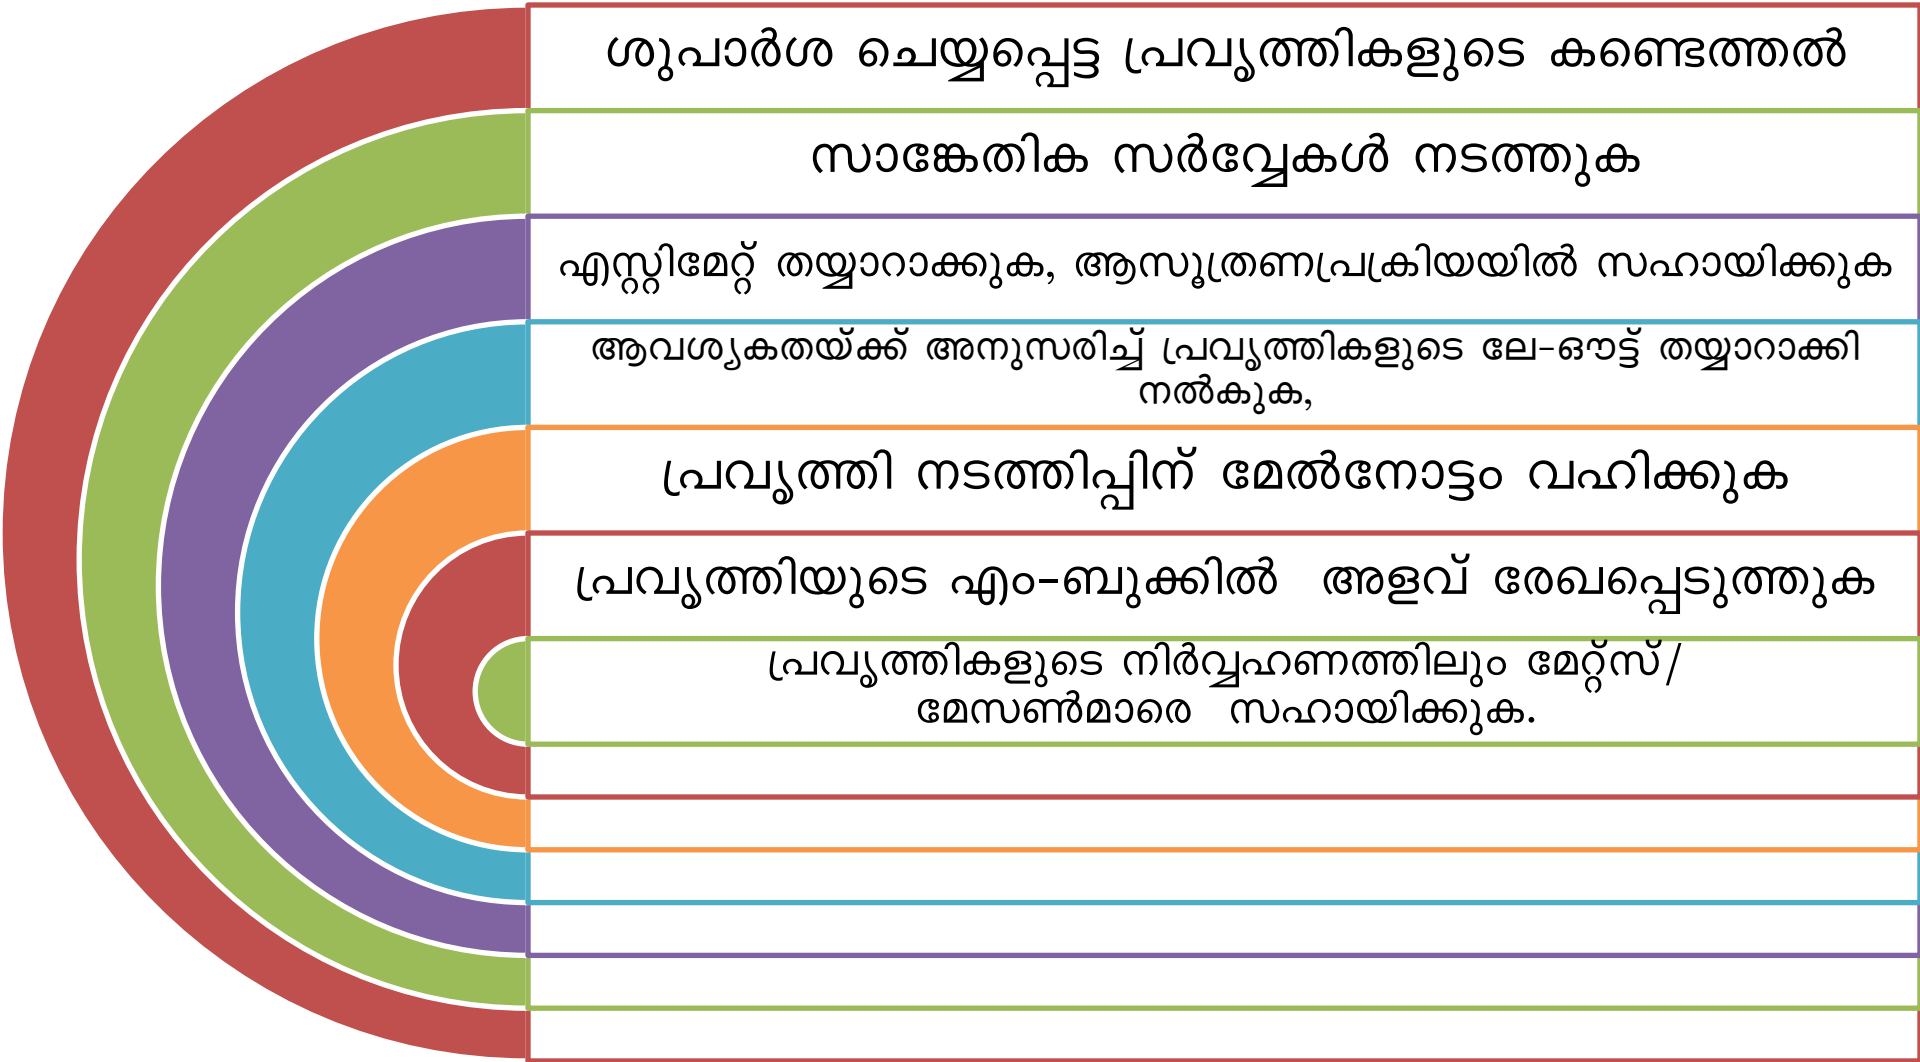 ശുപാർശ ചെയ്യപ്പെട്ട പ്രവൃത്തികളുടെ കണ്ടെത്തൽ
സാങ്കേതിക സർവ്വേകൾ നടത്തുക
എസ്റ്റിമേറ്റ് തയ്യാറാക്കുക, ആസൂത്രണപ്രക്രിയയിൽ സഹായിക്കുക
ആവശ്യകതയ്ക്ക് അനുസരിച്ച് പ്രവൃത്തികളുടെ ലേ-ഔട്ട് തയ്യാറാക്കി
നൽകുക,
പ്രവൃത്തി നടത്തിപ്പിന് മേൽനോട്ടം വഹിക്കുക
പ്രവൃത്തിയുടെ എം-ബുക്കിൽ അളവ് രേഖപ്പെടുത്തുക
പ്രവൃത്തികളുടെ നിർവ്വഹണത്തിലും മേറ്റ്സ്/
മേസൺമാരെ സഹായിക്കുക.